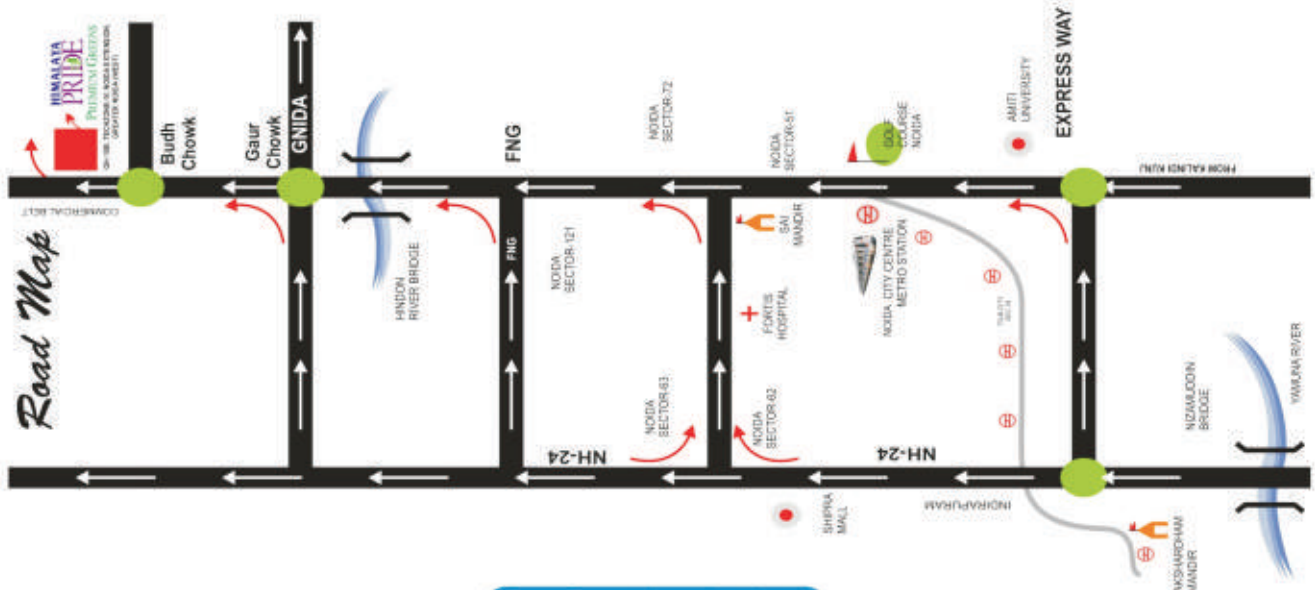 Road Map
HIMALAYA
PRIDE
PREMIUM GREENS
GREATER NOIDA (WEST)
COMMERCIAL BELT
Budh
Chowk
Gaur
Chowk
GNIDA
HINDON
RIVER BRIDGE
FNG
FNG
NOIDA
SECTOR-121
NOIDA
SECTOR-72
NOIDA
SECTOR-63
NH-24
NOIDA
SECTOR-51
SAI
MANDIR
FORTIS
HOSPITAL
NOIDA
SECTOR-62
SHIPRA
MALL
GOLF
COURSE
NOIDA
NOIDA CITY CENTRE
METRO STATION
NH-24
INDIRAPURAM
AMITI
UNIVERSITY
EXPRESS WAY
FROM KALINDI KUNJ
AKSHARDHAM
MANDIR
NIZAMUDDIN
BRIDGE
YAMUNA RIVER